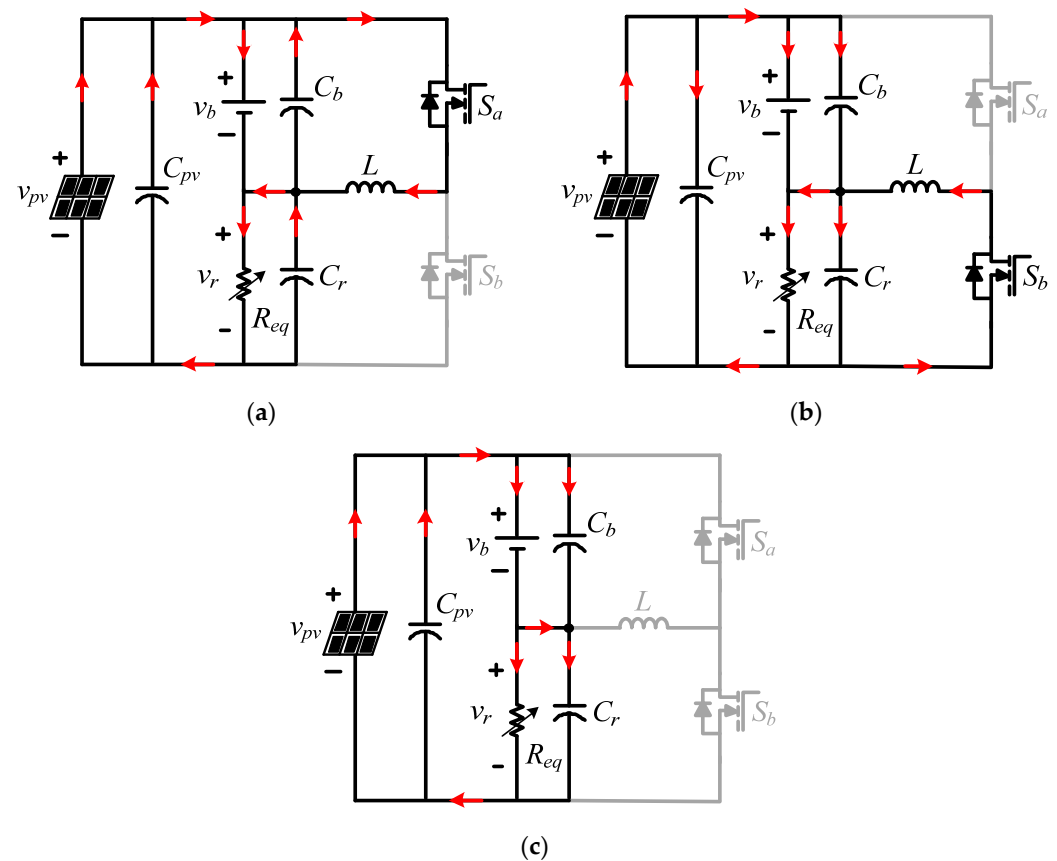 +
v_b
−
C_b
S_a
+
v_pv
−
C_pv
L
+
v_r
−
R_eq
C_r
S_b
(a)
+
v_b
−
C_b
S_a
+
v_pv
−
C_pv
L
+
v_r
−
R_eq
C_r
S_b
(b)
+
v_b
−
C_b
S_a
+
v_pv
−
C_pv
L
+
v_r
−
R_eq
C_r
S_b
(c)